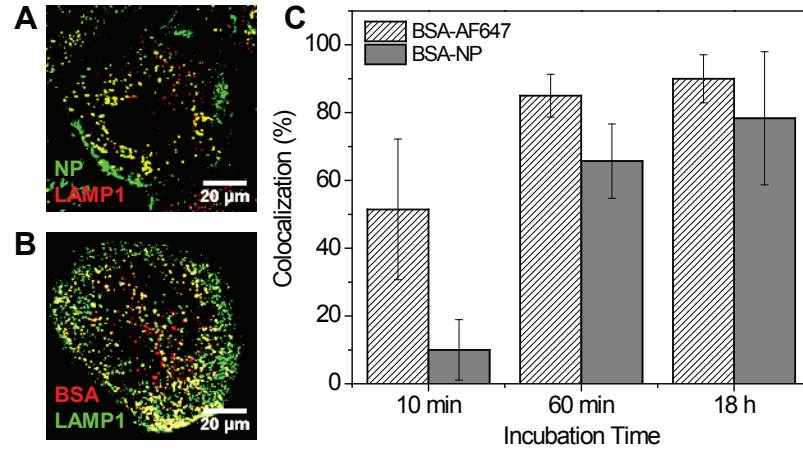 A
NP
LAMP1
20 µm
B
BSA
LAMP1
20 µm
C
BSA-AF647
BSA-NP
Colocalization (%)
100
80
60
40
20
0
10 min
60 min
18 h
Incubation Time